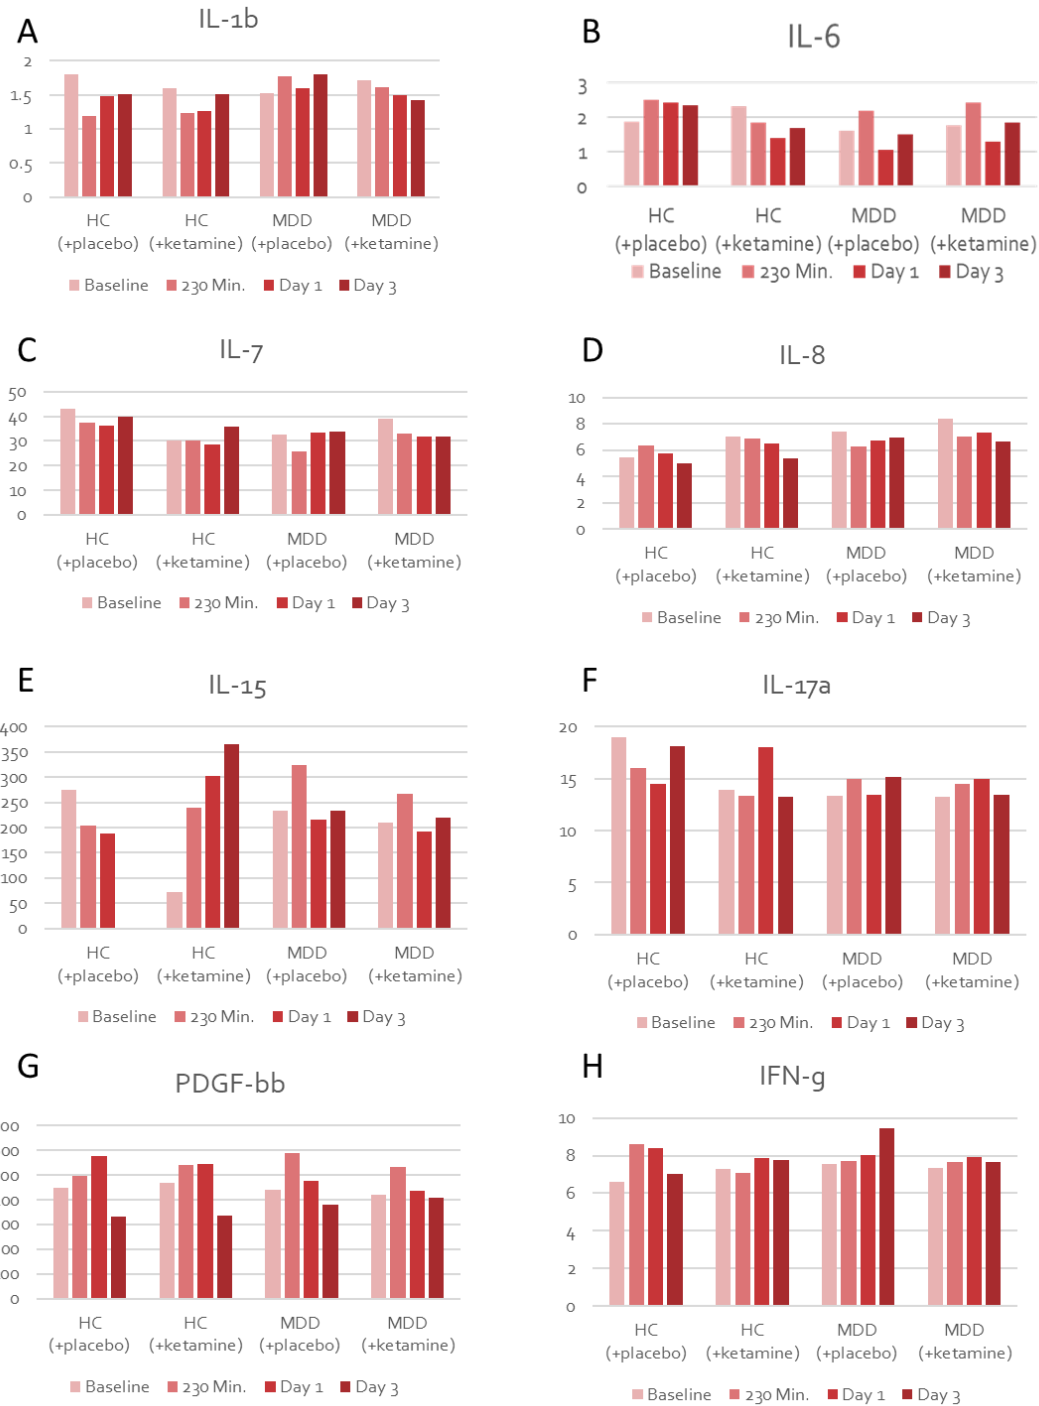 A
IL-1b
2
1.5
1
0.5
0
HC
(+placebo)
HC
(+ketamine)
MDD
(+placebo)
MDD
(+ketamine)
Baseline 230 Min. Day 1 Day 3
B
IL-6
3
2
1
0
HC
(+placebo)
HC
(+ketamine)
MDD
(+placebo)
MDD
(+ketamine)
Baseline 230 Min. Day 1 Day 3
C
IL-7
50
40
30
20
10
0
HC
(+placebo)
HC
(+ketamine)
MDD
(+placebo)
MDD
(+ketamine)
Baseline 230 Min. Day 1 Day 3
D
IL-8
10
8
6
4
2
0
HC
(+placebo)
HC
(+ketamine)
MDD
(+placebo)
MDD
(+ketamine)
Baseline 230 Min. Day 1 Day 3
E
IL-15
400
350
300
250
200
150
100
50
0
HC
(+placebo)
HC
(+ketamine)
MDD
(+placebo)
MDD
(+ketamine)
Baseline 230 Min. Day 1 Day 3
F
IL-17a
20
15
10
5
0
HC
(+placebo)
HC
(+ketamine)
MDD
(+placebo)
MDD
(+ketamine)
Baseline 230 Min. Day 1 Day 3
G
PDGF-bb
00
00
00
00
00
00
00
0
HC
(+placebo)
HC
(+ketamine)
MDD
(+placebo)
MDD
(+ketamine)
Baseline 230 Min. Day 1 Day 3
H
IFN-g
10
8
6
4
2
0
HC
(+placebo)
HC
(+ketamine)
MDD
(+placebo)
MDD
(+ketamine)
Baseline 230 Min. Day 1 Day 3